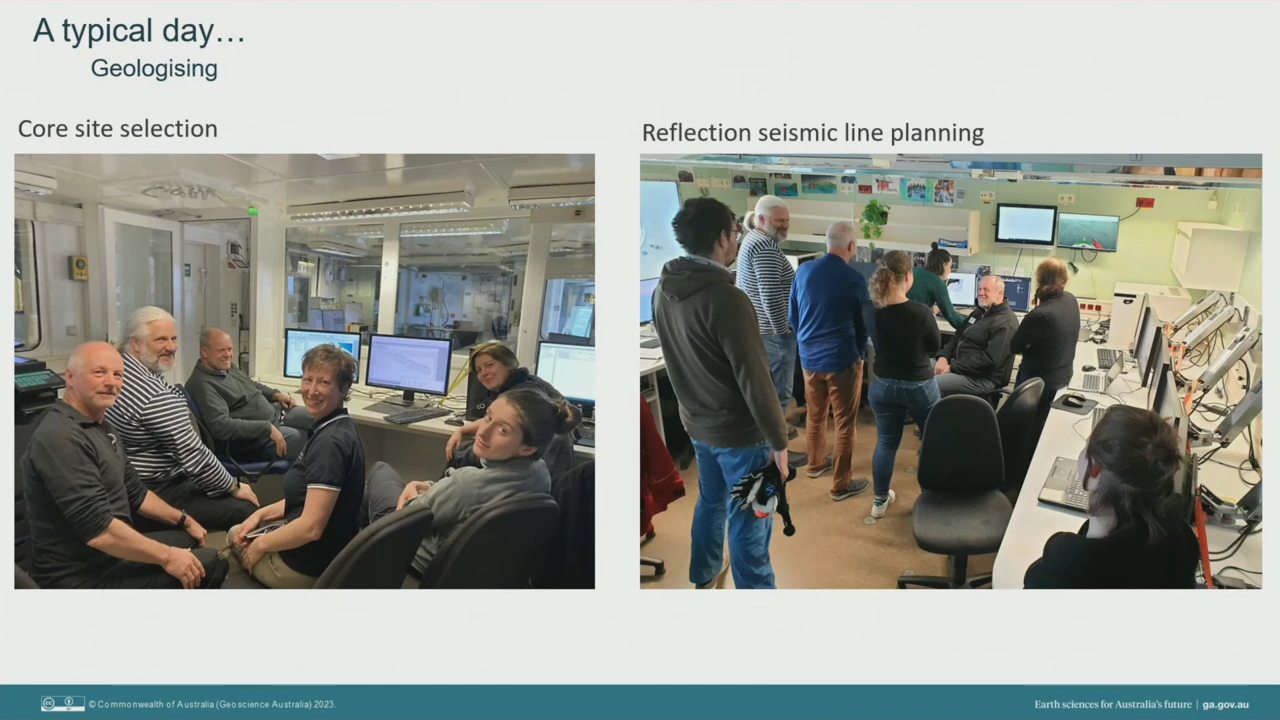 A typical day…
Geologising
Core site selection
Reflection seismic line planning
© Commonwealth of Australia (Geoscience Australia) 2023.
Earth sciences for Australia's future | ga.gov.au